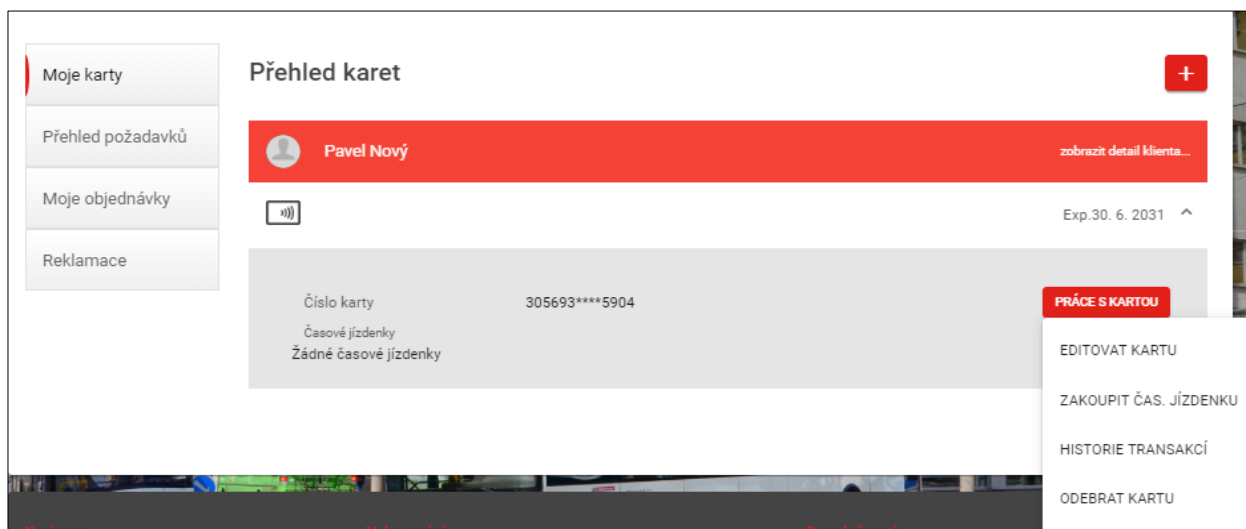 Moje karty
Přehled požadavků
Moje objednávky
Reklamace
Přehled karet
+
Pavel Nový
zobrazit detail klienta...
Exp.30. 6. 2031
Číslo karty
305693****5904
PRÁCE S KARTOU
Časové jízdenky
Žádné časové jízdenky
EDITOVAT KARTU
ZAKOUPIT ČAS. JÍZDENKU
HISTORIE TRANSAKCÍ
ODEBRAT KARTU